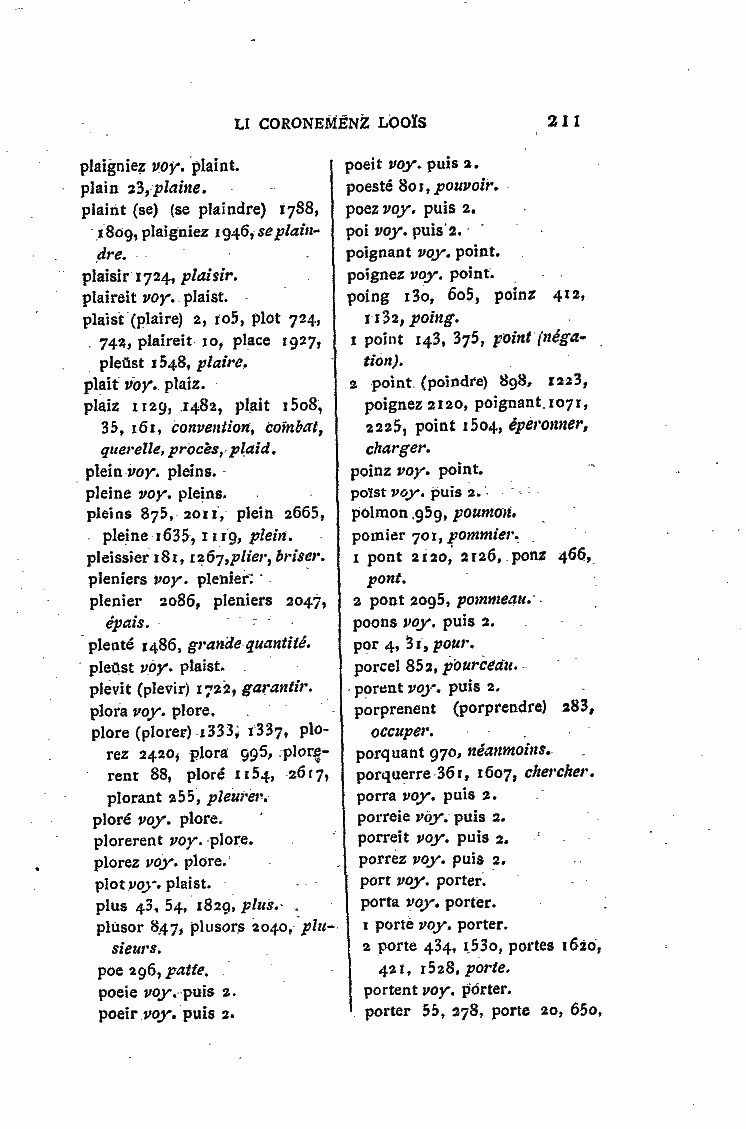 LI CORONEMENZ LOOÏS 211
plaigniez voy. plaint.
plain 23, plaine.
plaint (se) (se plaindre) 1788,
1809, plaigniez 1946, se plain-
dre.
plaisir 1724, plaisir.
plaireit voy. plaist.
plaist (plaire) 2, 105, plot 724,
742, plaireit 10, place 1927,
pleüst 1548, plaire.
plait voy. plaiz.
plaiz 1129, 1482, plait 1508,
35, 161, convention, combat,
querelle, procès, plaid.
plein voy. pleins.
pleine voy. pleins.
pleins 875, 2011, plein 2665,
pleine 1635, 1119, plein.
pleissier 181, 1267, plier, briser.
pleniers voy. plenier.
plenier 2086, pleniers 2047,
épais.
plenté 1486, grande quantité.
pleüst voy. plaist.
plevit (plevir) 1722, garantir.
plora voy. plore.
plore (plorer) 1333, 1337, plo-
rez 2420, plora 995, plore-
rent 88, ploré 1154, 2617,
plorant 255, pleurer.
ploré voy. plore.
plorerent voy. plore.
plorez voy. plore.
plot voy. plaist.
plus 43, 54, 1829, plus.
plusor 847, plusors 2040, plu-
sieurs.
poe 296, patte.
poeie voy. puis 2.
poeir voy. puis 2.
poeit voy. puis 2.
poesté 801, pouvoir.
poez voy. puis 2.
poi voy. puis 2.
poignant voy. point.
poignez voy. point.
poing 130, 605, poinz 412,
1132, poing.
1 point 143, 375, point (néga-
tion).
2 point (poindre) 898, 1223,
poignez 2120, poignant 1071,
2225, point 1504, éperonner,
charger.
poinz voy. point.
poïst voy. puis 2.
polmon 959, poumon.
pomier 701, pommier.
1 pont 2120, 2126, ponz 466,
pont.
2 pont 2095, pommeau.
poons voy. puis 2.
por 4, 31, pour.
porcel 852, pourceau.
porent voy. puis 2.
porprenent (porprendre) 283,
occuper.
porquant 970, néanmoins.
porquerre 361, 1607, chercher.
porra voy. puis 2.
porreie voy. puis 2.
porreit voy. puis 2.
porrez voy. puis 2.
port voy. porter.
porta voy. porter.
1 porte voy. porter.
2 porte 434, 1530, portes 1620,
421, 1528, porte.
portent voy. porter.
porter 55, 278, porte 20, 650,